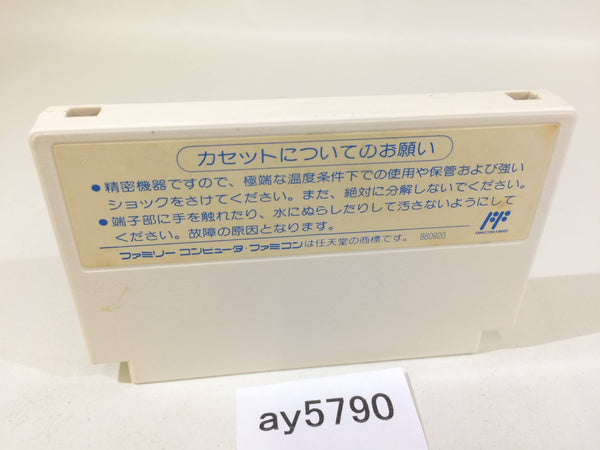 カセットについてのお願い
●精密機器ですので、極端な温度条件下での使用や保管および強い
ショックをさけてください。また、絶対に分解しないでください。
●端子部に手を触れたり、水にぬらしたりして汚さないようにして
ください。故障の原因となります。
ファミリーコンピュータ・ファミコンは任天堂の商標です。 880920
ay5790